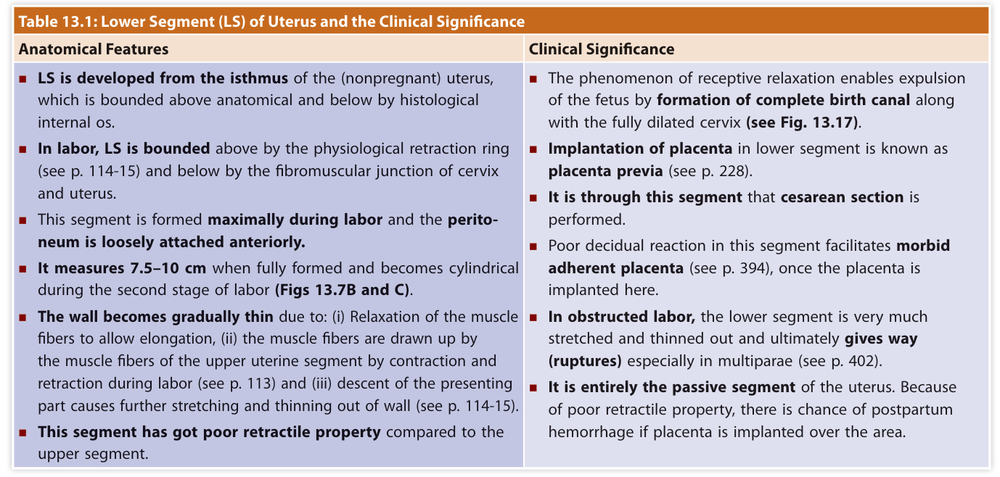 Table 13.1: Lower Segment (LS) of Uterus and the Clinical Significance
Anatomical Features
■ LS is developed from the isthmus of the (nonpregnant) uterus,
which is bounded above anatomical and below by histological
internal os.
■ In labor, LS is bounded above by the physiological retraction ring
(see p. 114-15) and below by the fibromuscular junction of cervix
and uterus.
■ This segment is formed maximally during labor and the perito-
neum is loosely attached anteriorly.
■ It measures 7.5–10 cm when fully formed and becomes cylindrical
during the second stage of labor (Figs 13.7B and C).
■ The wall becomes gradually thin due to: (i) Relaxation of the muscle
fibers to allow elongation, (ii) the muscle fibers are drawn up by
the muscle fibers of the upper uterine segment by contraction and
retraction during labor (see p. 113) and (iii) descent of the presenting
part causes further stretching and thinning out of wall (see p. 114-15).
■ This segment has got poor retractile property compared to the
upper segment.
Clinical Significance
■ The phenomenon of receptive relaxation enables expulsion
of the fetus by formation of complete birth canal along
with the fully dilated cervix (see Fig. 13.17).
■ Implantation of placenta in lower segment is known as
placenta previa (see p. 228).
■ It is through this segment that cesarean section is
performed.
■ Poor decidual reaction in this segment facilitates morbid
adherent placenta (see p. 394), once the placenta is
implanted here.
■ In obstructed labor, the lower segment is very much
stretched and thinned out and ultimately gives way
(ruptures) especially in multiparae (see p. 402).
■ It is entirely the passive segment of the uterus. Because
of poor retractile property, there is chance of postpartum
hemorrhage if placenta is implanted over the area.